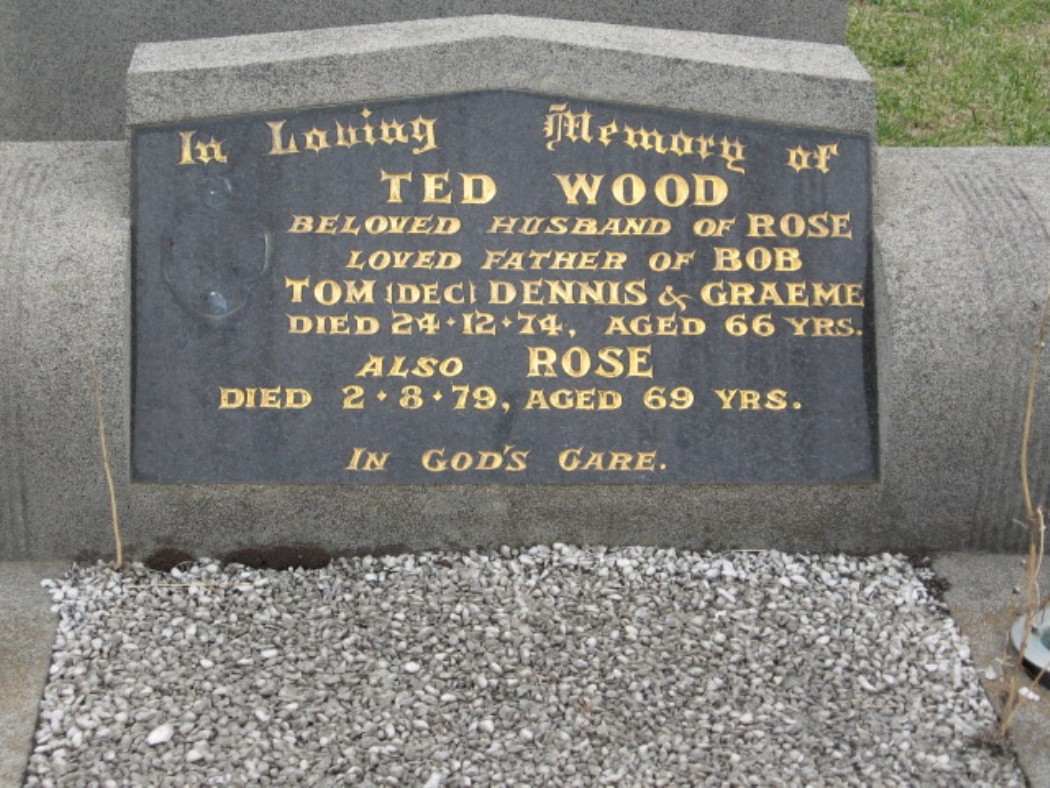 In Loving Memory of
TED WOOD
BELOVED HUSBAND OF ROSE
LOVED FATHER OF BOB
TOM (DEC) DENNIS & GRAEME
DIED 24·12·74, AGED 66 YRS.
ALSO ROSE
DIED 2·8·79, AGED 69 YRS.
IN GOD'S CARE.